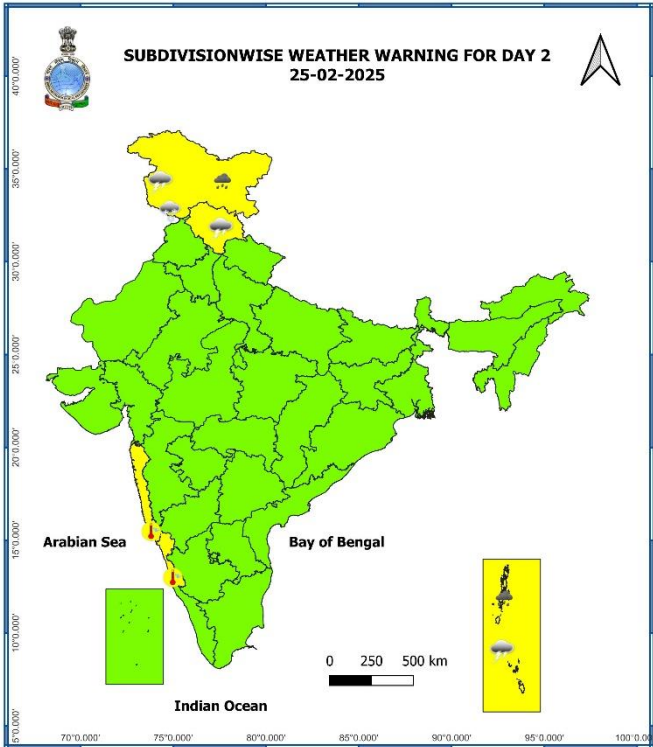 SUBDIVISIONWISE WEATHER WARNING FOR DAY 2
25-02-2025
40°0.000'
35°0.000'
30°0.000'
25°0.000'
20°0.000'
15°0.000'
10°0.000'
5°0.000'
Arabian Sea
Bay of Bengal
0 250 500 km
Indian Ocean
70°0.000' 75°0.000' 80°0.000' 85°0.000' 90°0.000' 95°0.000' 100°0.000'